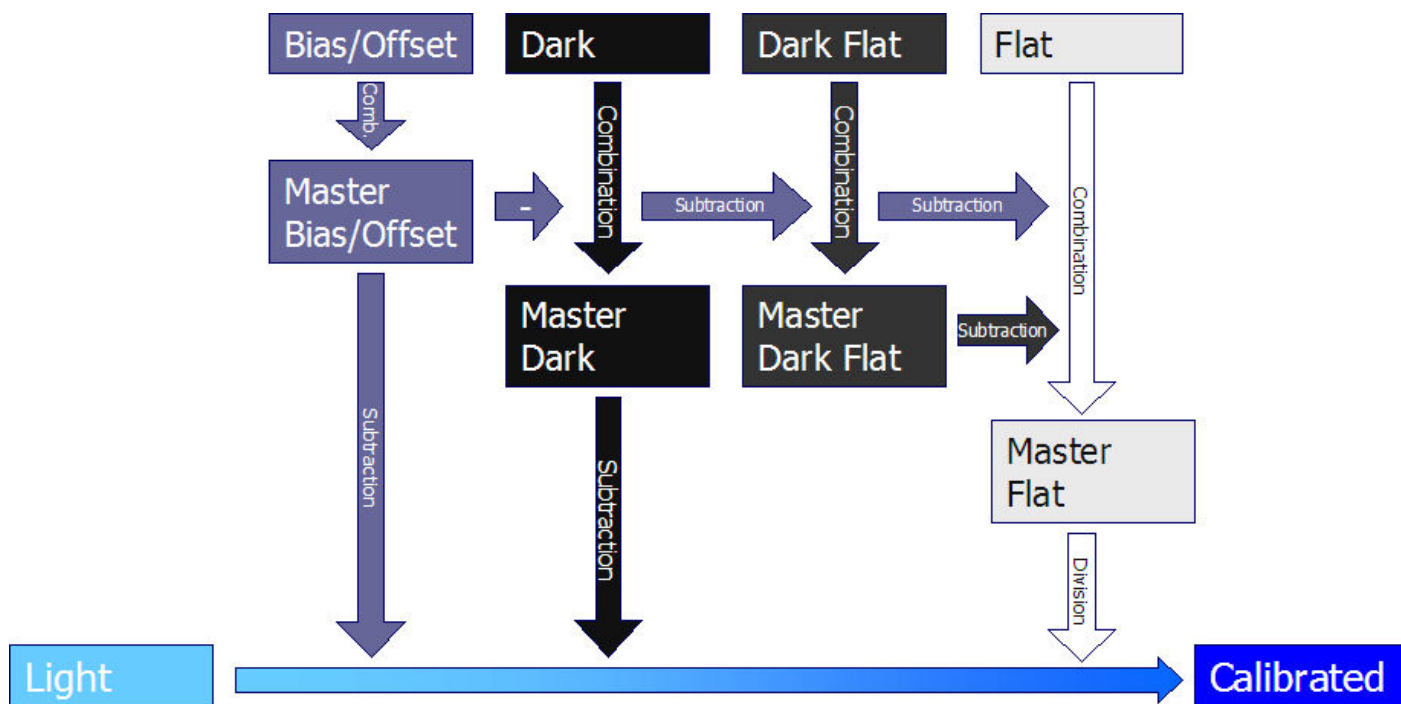 Bias/Offset
Dark
Dark Flat
Flat
Comb.
Combination
Combination
Combination
Master
Bias/Offset
-
Subtraction
Subtraction
Master
Dark
Master
Dark Flat
Subtraction
Subtraction
Subtraction
Master
Flat
Division
Light
Calibrated